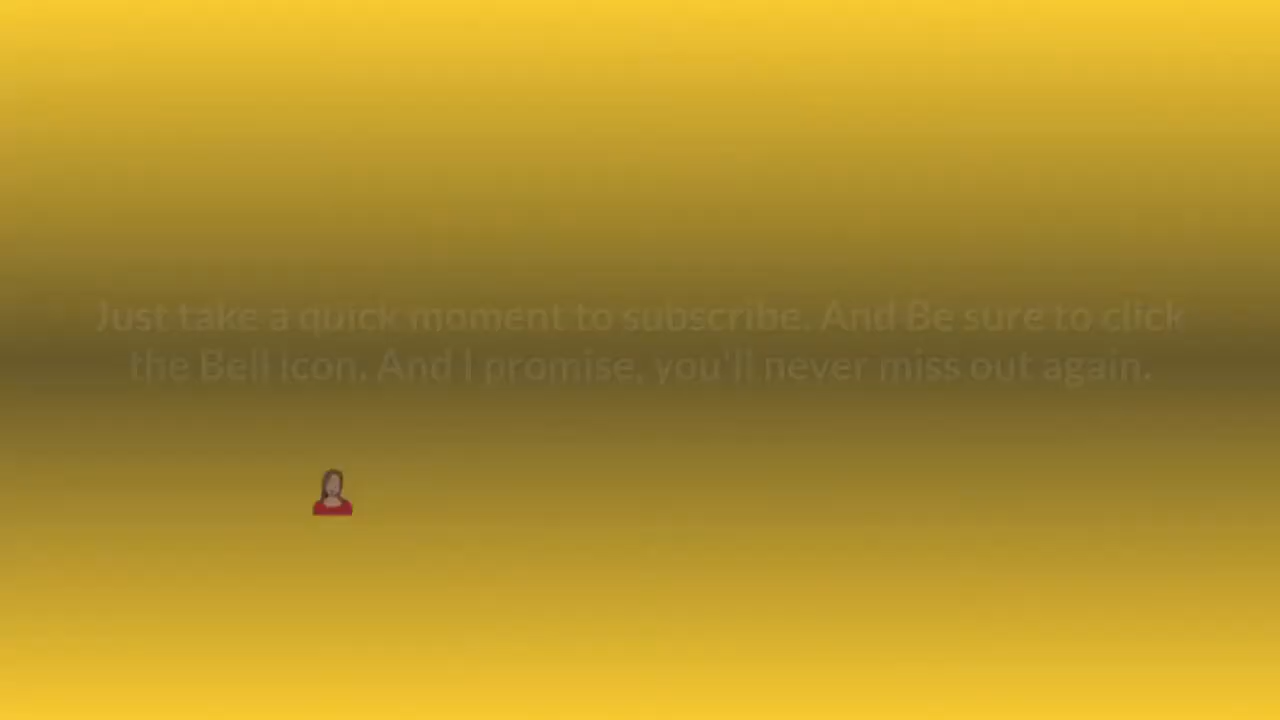 Just take a quick moment to subscribe. And Be sure to click
the Bell Icon. And I promise, you'll never miss out again.